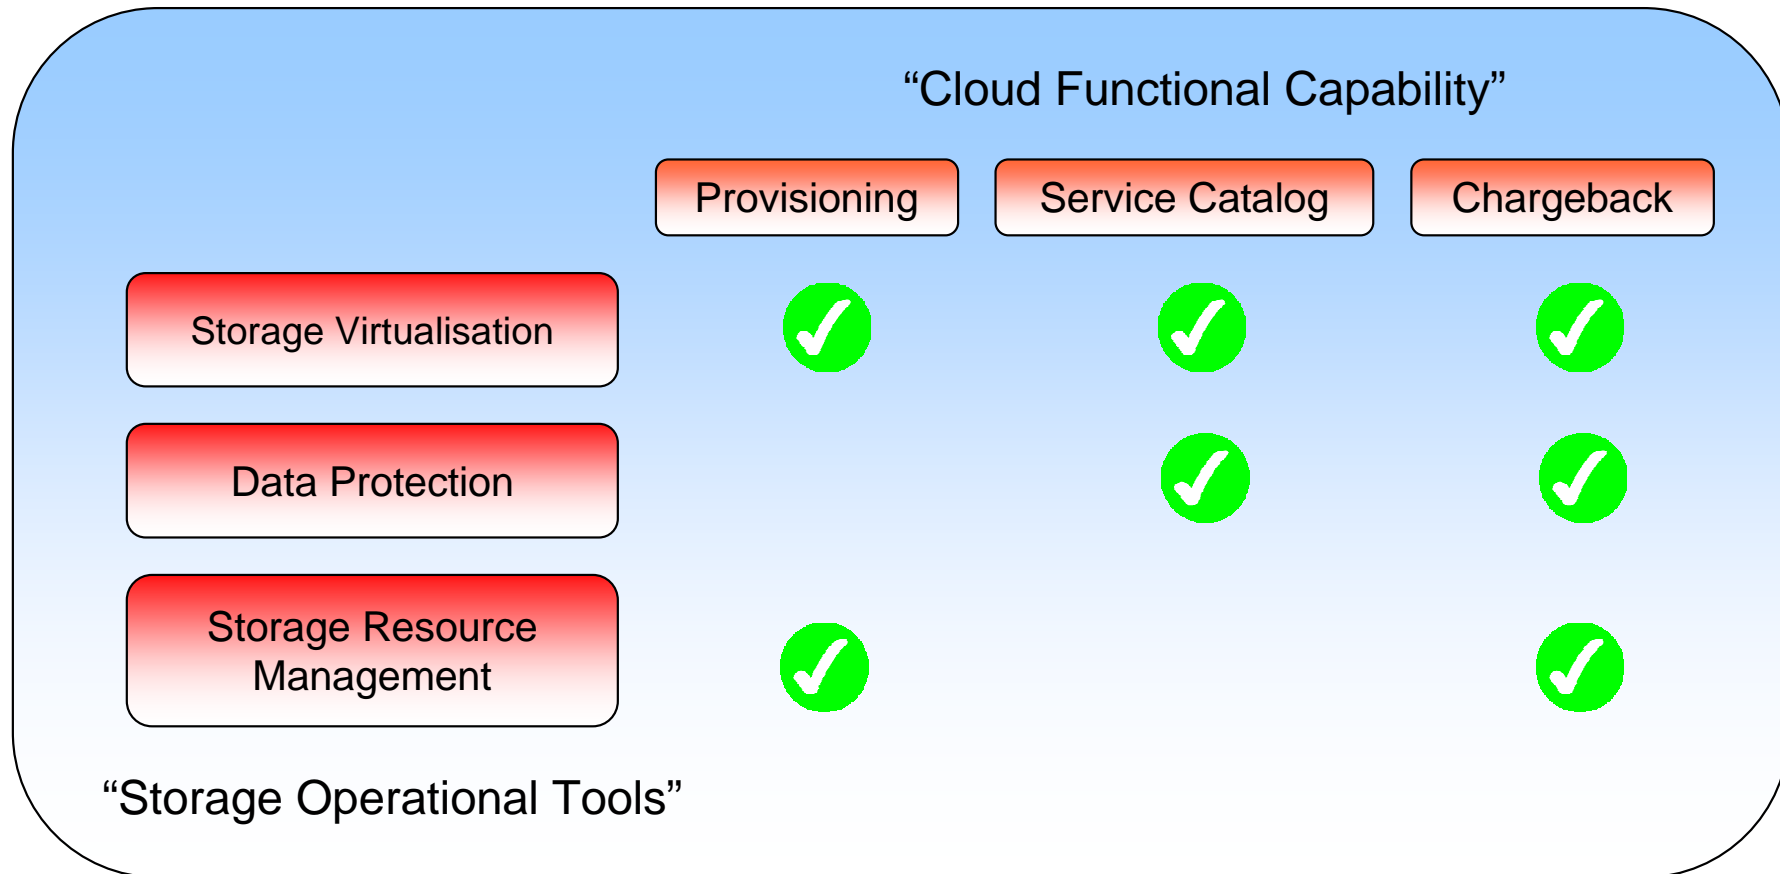 “Cloud Functional Capability”
Provisioning
Service Catalog
Chargeback
Storage Virtualisation
Data Protection
Storage Resource
Management
“Storage Operational Tools”